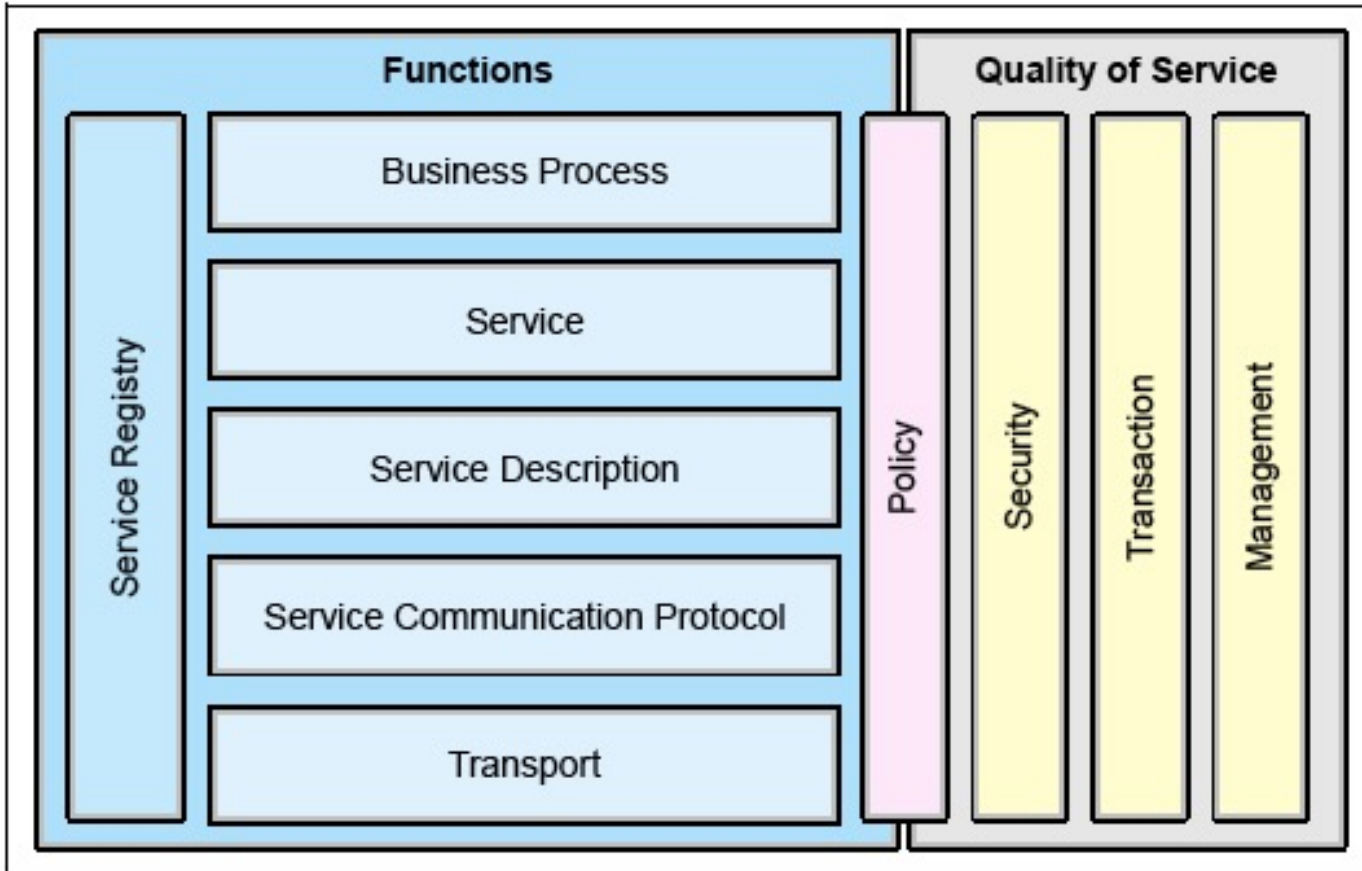 Functions
Quality of Service
Service Registry
Business Process
Service
Service Description
Service Communication Protocol
Transport
Policy
Security
Transaction
Management